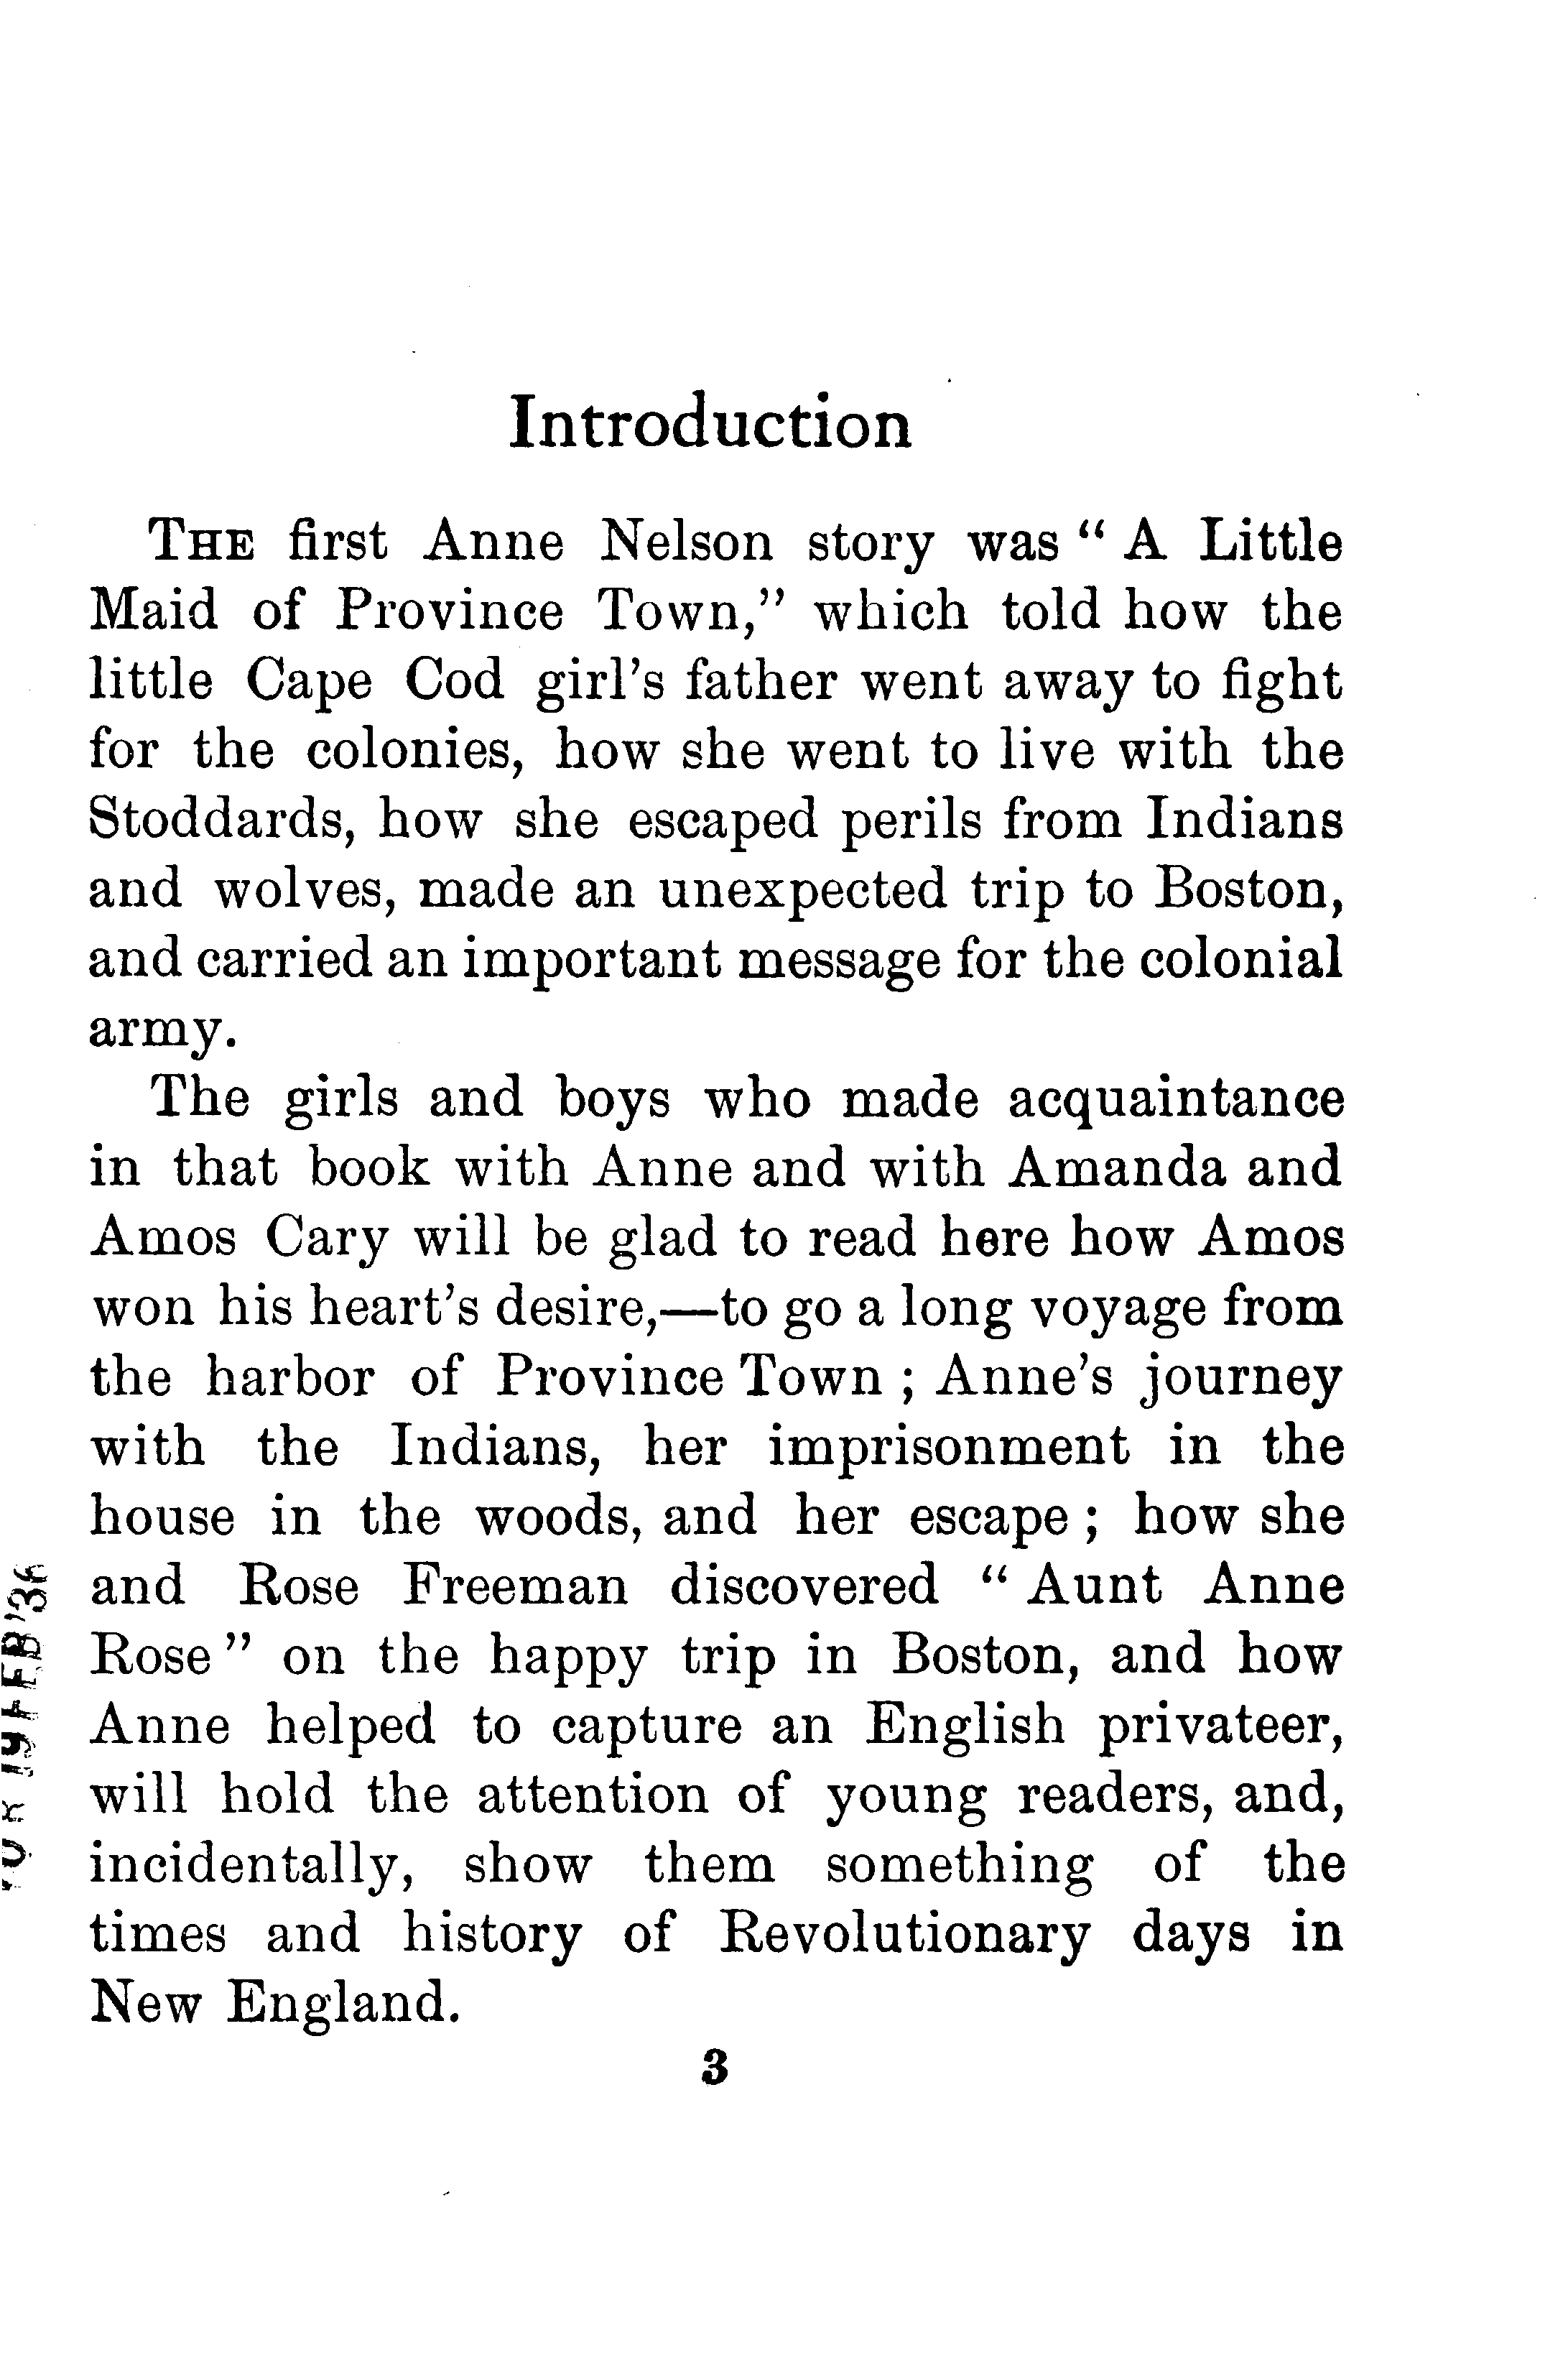 Introduction
THE first Anne Nelson story was “ A Little
Maid of Province Town,” which told how the
little Cape Cod girl’s father went away to fight
for the colonies, how she went to live with the
Stoddards, how she escaped perils from Indians
and wolves, made an unexpected trip to Boston,
and carried an important message for the colonial
army.
The girls and boys who made acquaintance
in that book with Anne and with Amanda and
Amos Cary will be glad to read here how Amos
won his heart’s desire,—to go a long voyage from
the harbor of Province Town ; Anne’s journey
with the Indians, her imprisonment in the
house in the woods, and her escape ; how she
and Rose Freeman discovered “ Aunt Anne
Rose ” on the happy trip in Boston, and how
Anne helped to capture an English privateer,
will hold the attention of young readers, and,
incidentally, show them something of the
times and history of Revolutionary days in
New England.
3